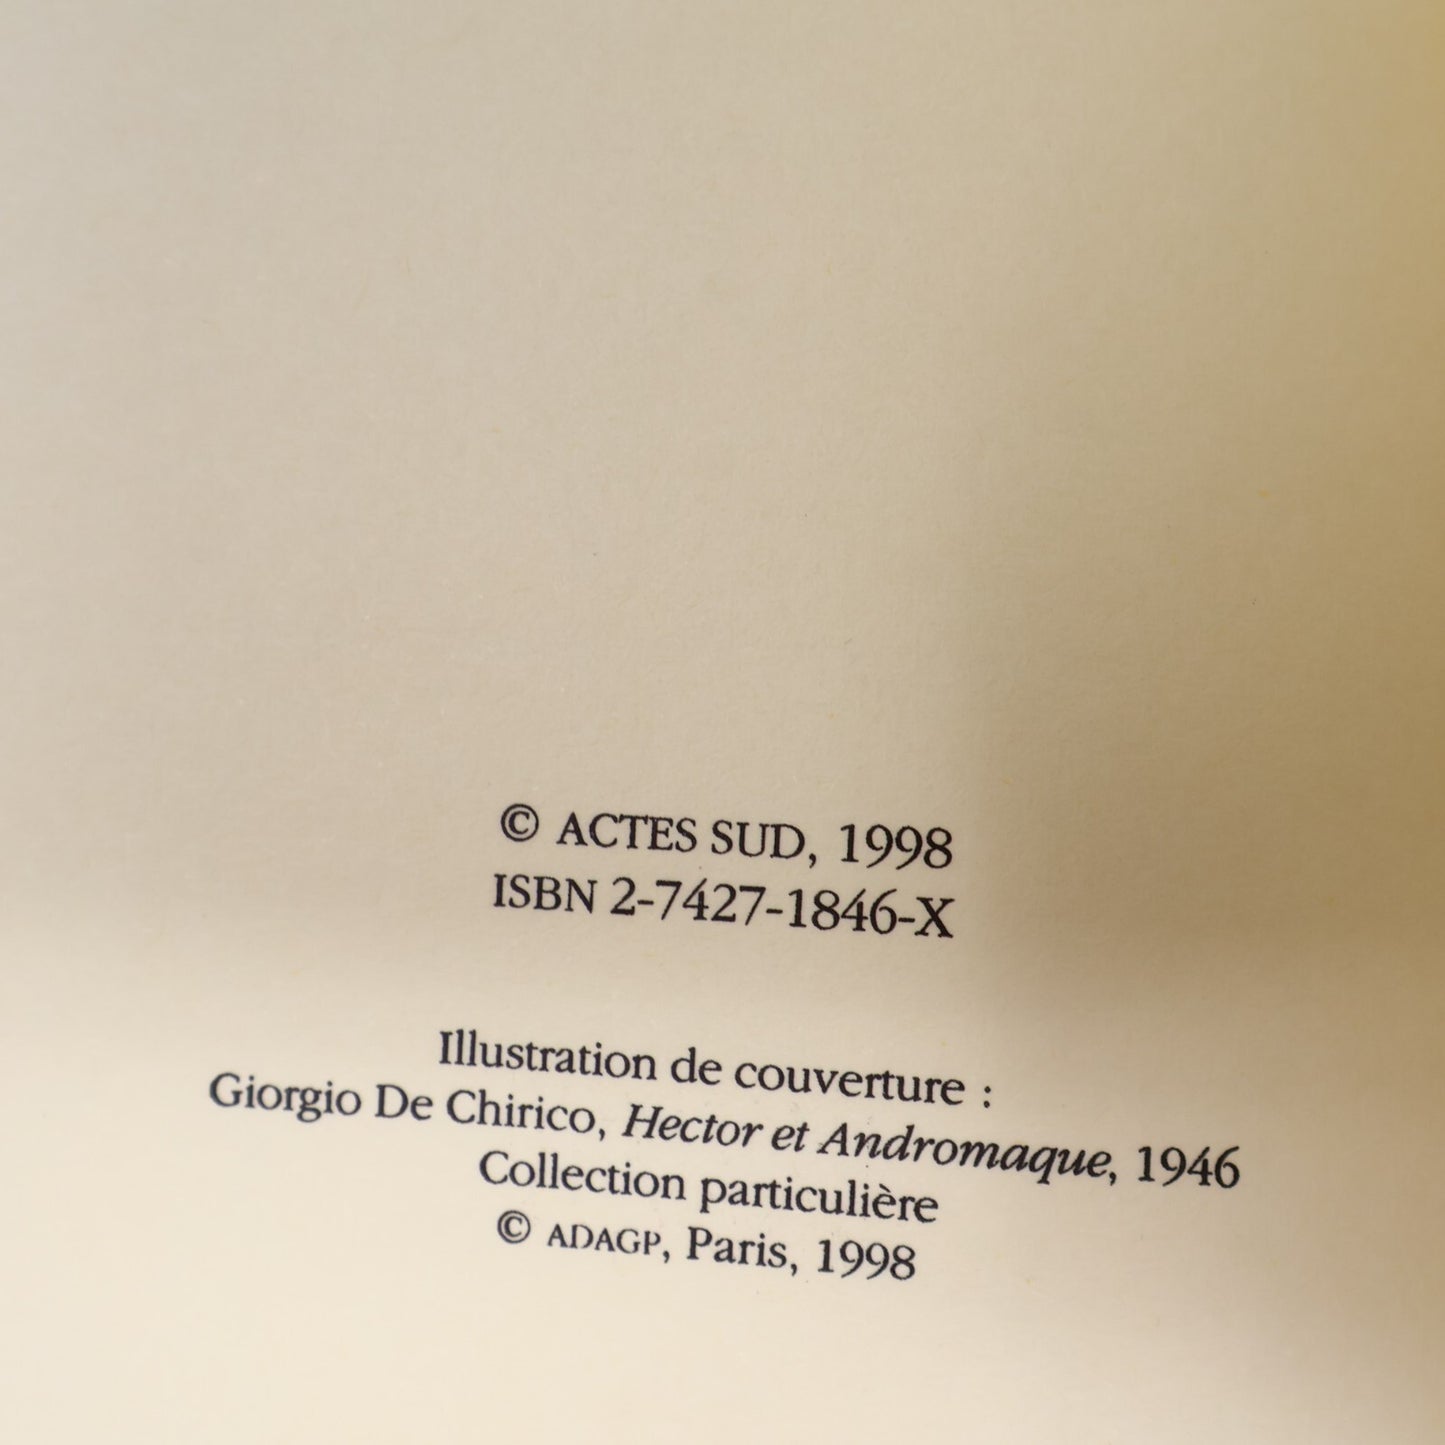 © ACTES SUD, 1998
ISBN 2-7427-1846-X
Illustration de couverture :
Giorgio De Chirico, Hector et Andromaque, 1946
Collection particulière
© ADAGP, Paris, 1998